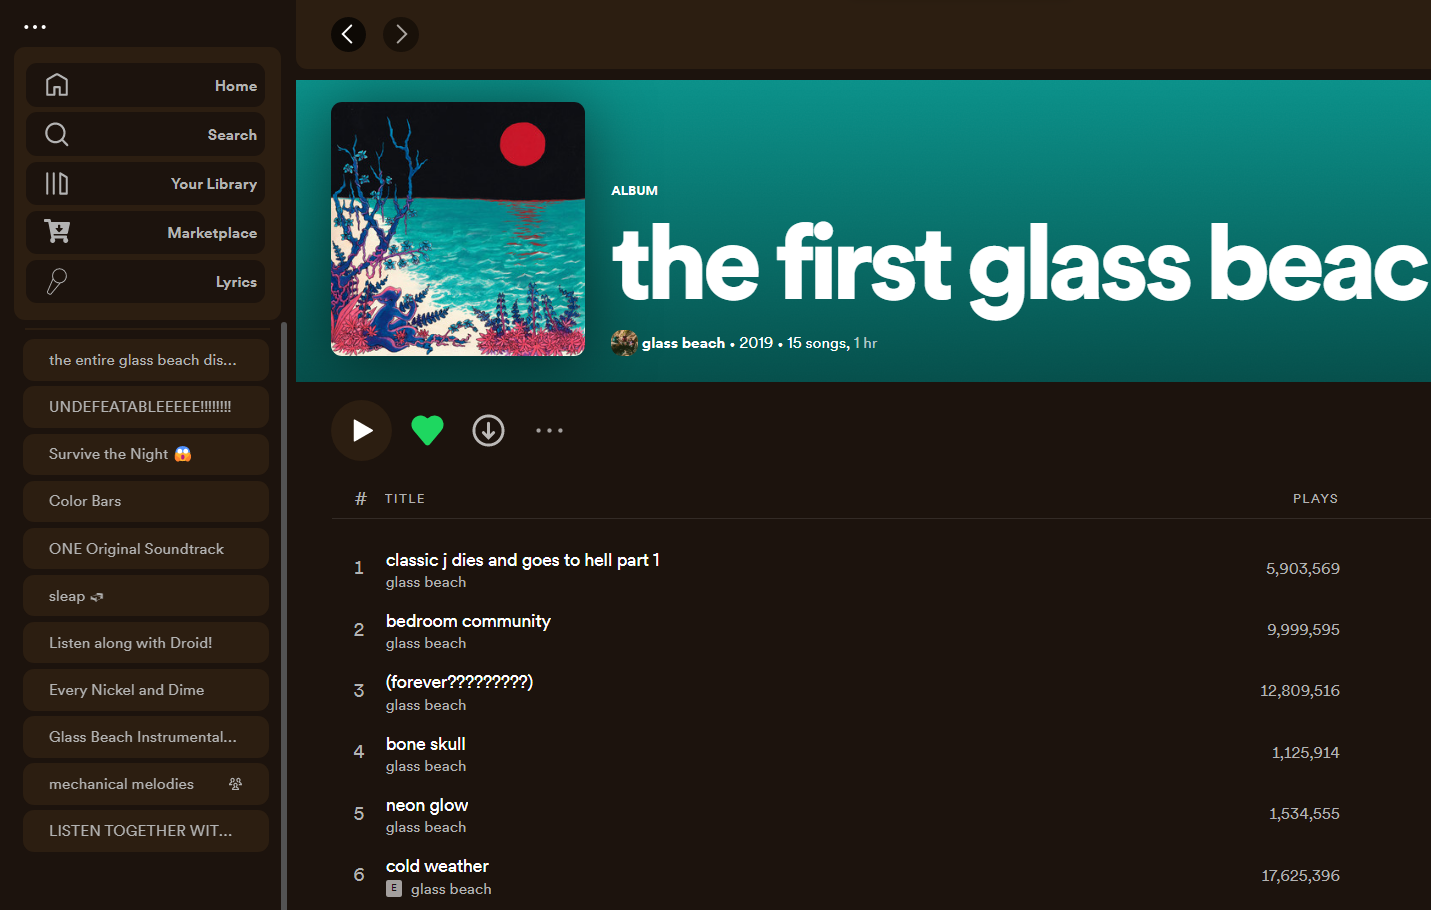 Home
Search
Your Library
Marketplace
Lyrics
the entire glass beach dis...
UNDEFEATABLEEEEE!!!!!!!!
Survive the Night 😱
Color Bars
ONE Original Soundtrack
sleap
Listen along with Droid!
Every Nickel and Dime
Glass Beach Instrumental...
mechanical melodies
LISTEN TOGETHER WIT...
ALBUM
the first glass beac
glass beach • 2019 • 15 songs, 1 hr
# TITLE PLAYS
1 classic j dies and goes to hell part 1 5,903,569
glass beach
2 bedroom community 9,999,595
glass beach
3 (forever?????????) 12,809,516
glass beach
4 bone skull 1,125,914
glass beach
5 neon glow 1,534,555
glass beach
6 cold weather 17,625,396
E glass beach